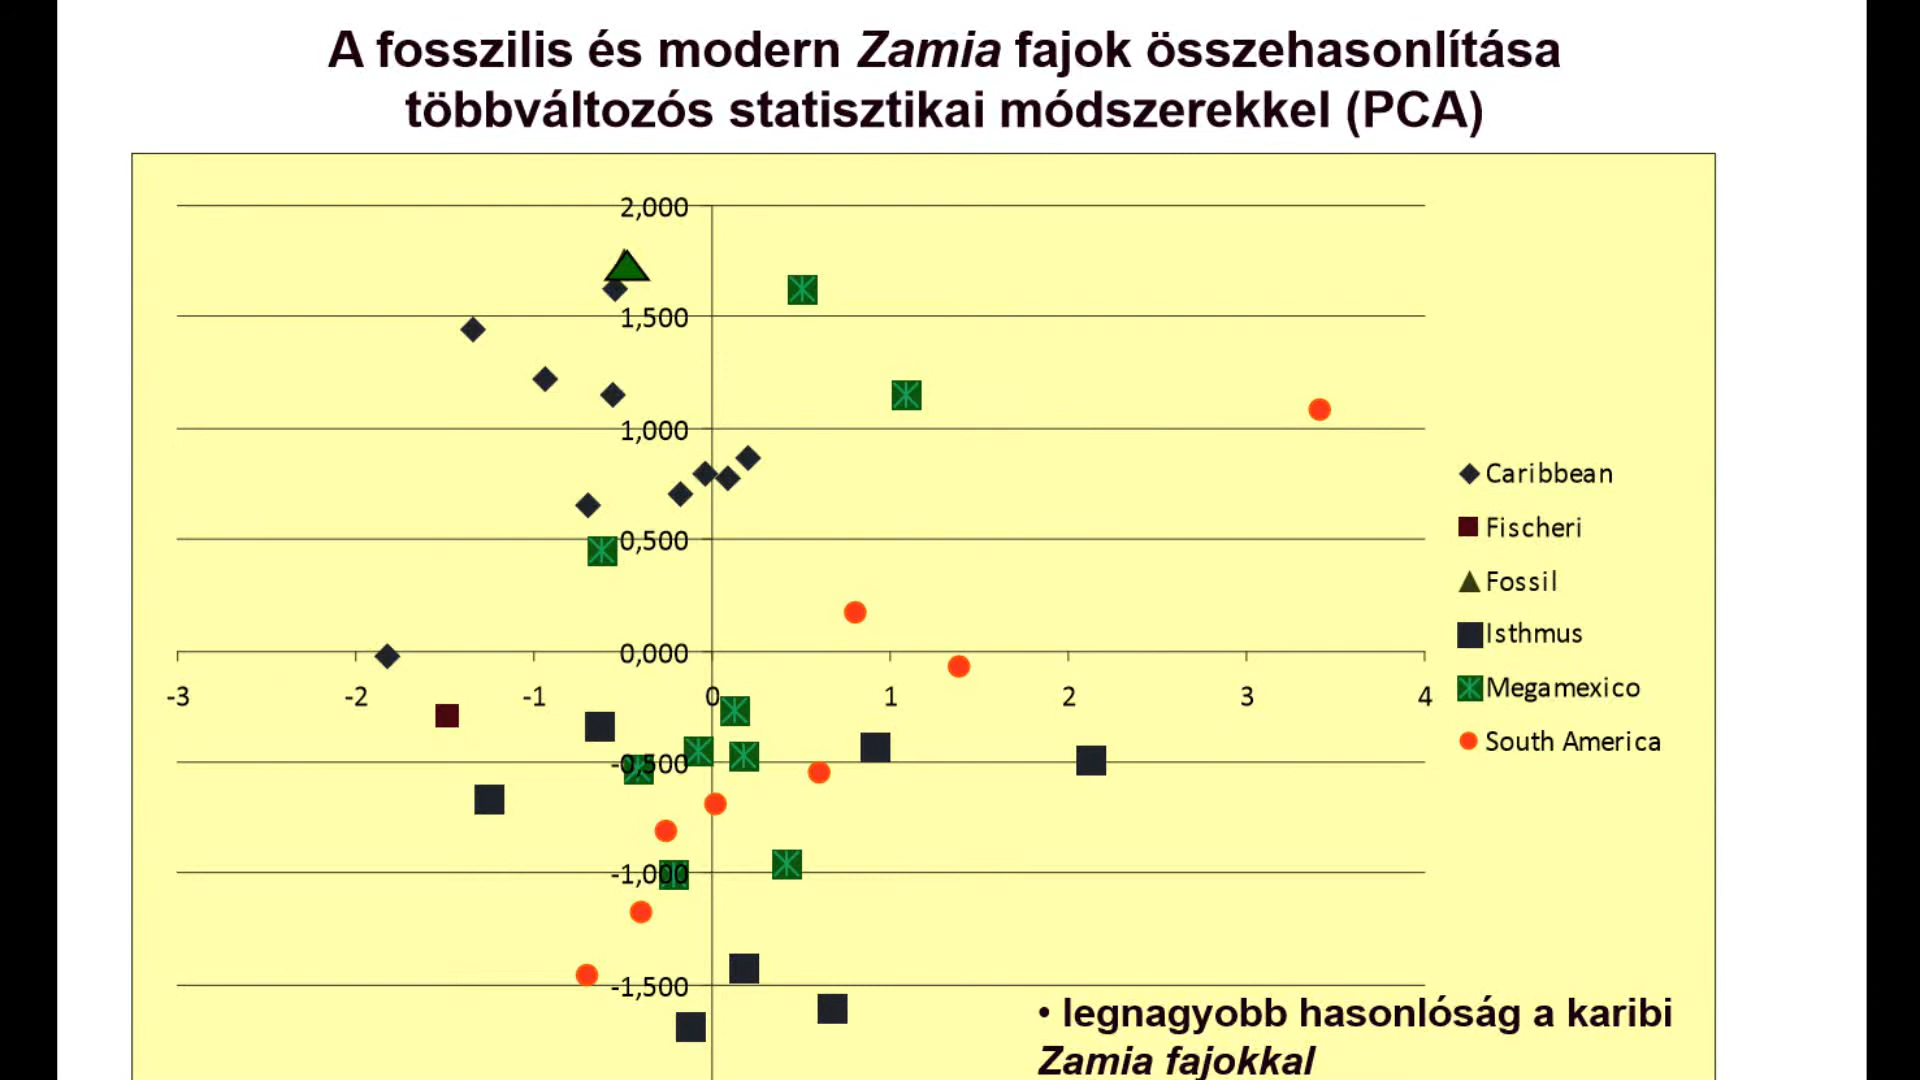 A fosszilis és modern Zamia fajok összehasonlítása
többváltozós statisztikai módszerekkel (PCA)
2,000
1,500
1,000
0,500
0,000
-3 -2 -1 0 1 2 3 4
-0,500
-1,000
-1,500
Caribbean
Fischeri
Fossil
Isthmus
Megamexico
South America
• legnagyobb hasonlóság a karibi
Zamia fajokkal